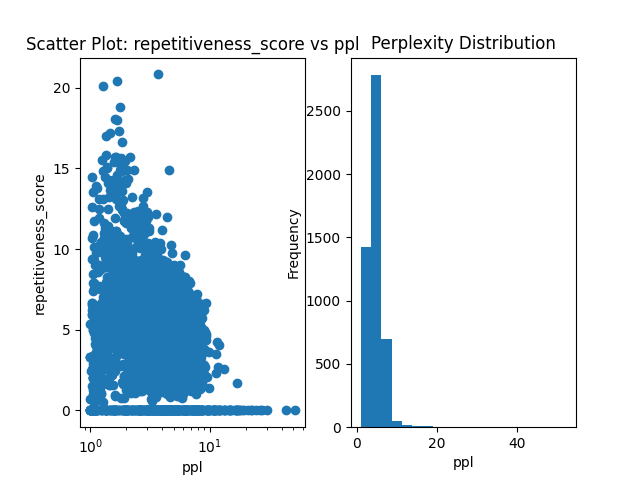 Scatter Plot: repetitiveness_score vs ppl
repetitiveness_score
20
15
10
5
0
10^0
10^1
ppl
Perplexity Distribution
Frequency
2500
2000
1500
1000
500
0
0
20
40
ppl